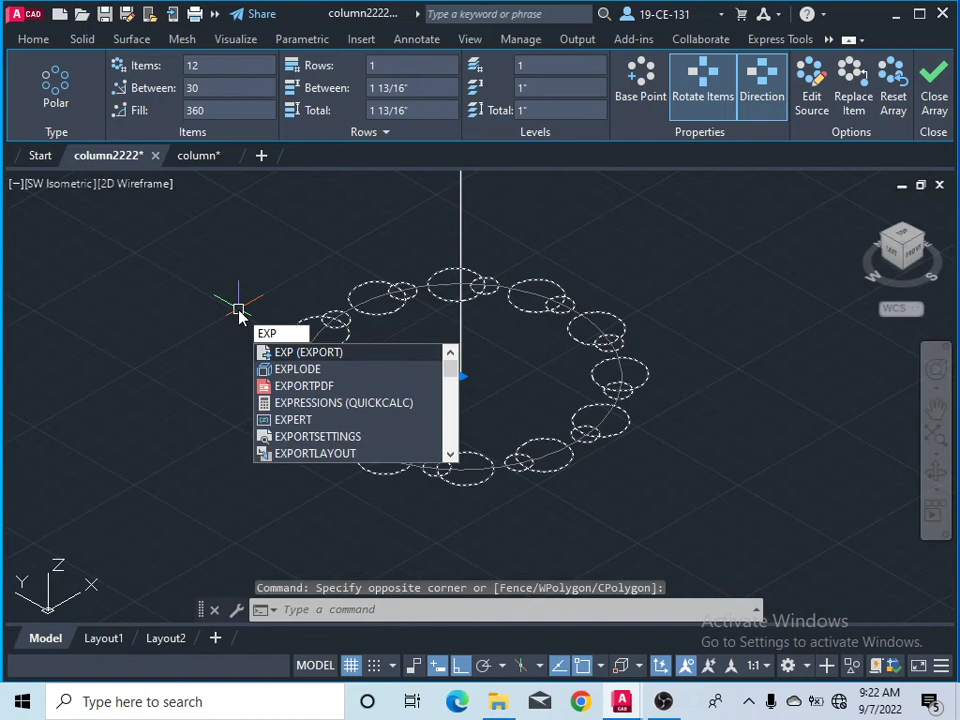 A CAD
Share
column2222...
Type a keyword or phrase
19-CE-131
Home Solid Surface Mesh Visualize Parametric Insert Annotate View Manage Output Add-ins Collaborate Express Tools
Polar
Type
Items: 12
Between: 30
Fill: 360
Items
Rows: 1
Between: 1 13/16"
Total: 1 13/16"
Rows
1
1"
Total: 1"
Levels
Base Point
Rotate Items
Direction
Properties
Edit Source
Replace Item
Reset Array
Options
Close Array
Close
Start column2222* column*
[−][SW Isometric][2D Wireframe]
TOP
W S
WCS
EXP
EXP (EXPORT)
EXPLODE
EXPORTPDF
EXPRESSIONS (QUICKCALC)
EXPERT
EXPORTSETTINGS
EXPORTLAYOUT
Z
Y X
Command: Specify opposite corner or [Fence/WPolygon/CPolygon]:
Type a command
Activate Windows
Go to Settings to activate Windows.
Model Layout1 Layout2
MODEL 1:1
Type here to search
9:22 AM
9/7/2022
5